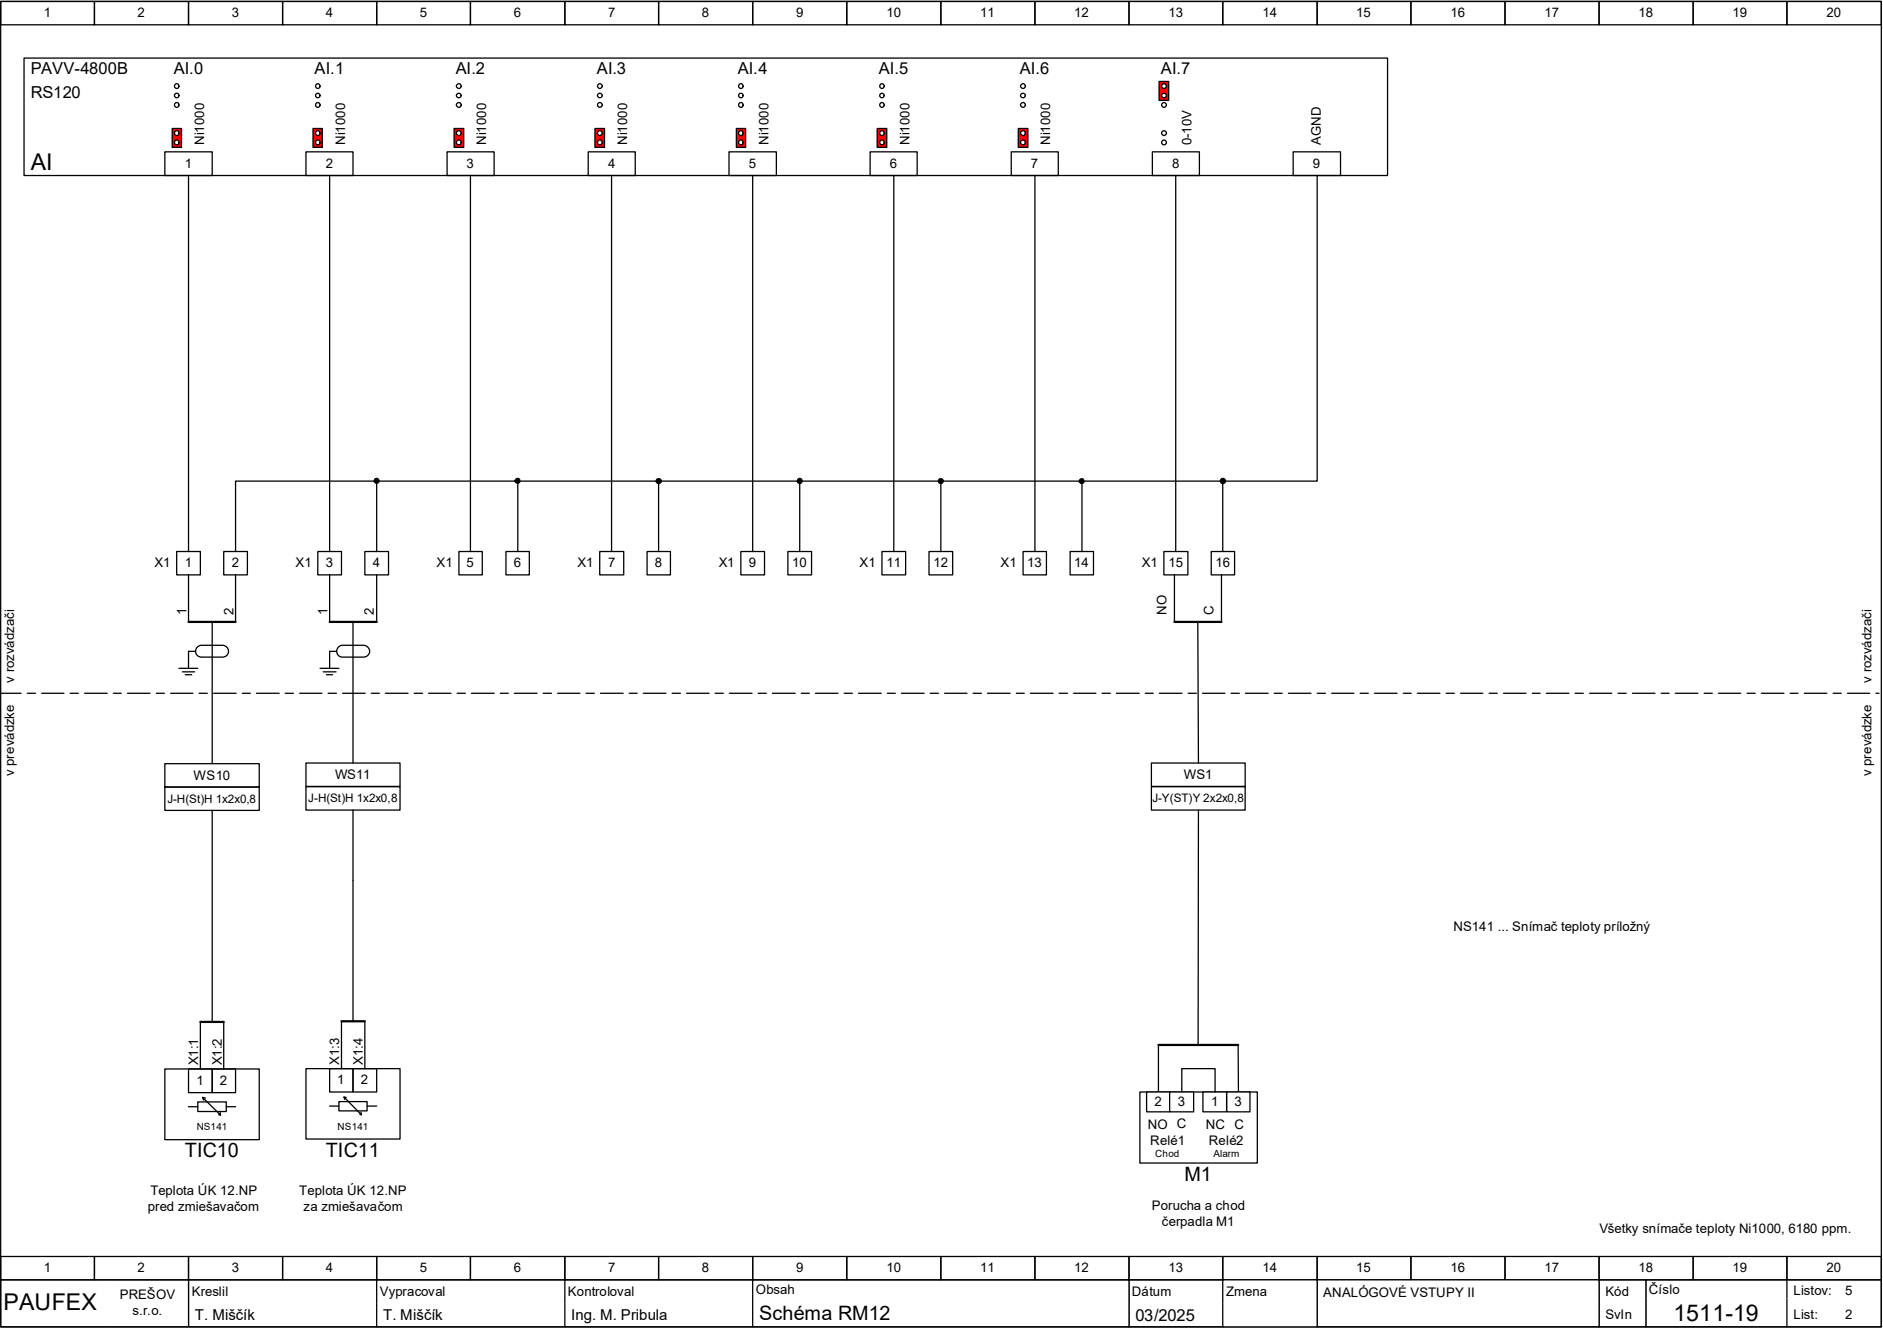 1 2 3 4 5 6 7 8 9 10 11 12 13 14 15 16 17 18 19 20
PAVV-4800B AI.0 AI.1 AI.2 AI.3 AI.4 AI.5 AI.6 AI.7
RS120
Ni1000 Ni1000 Ni1000 Ni1000 Ni1000 Ni1000 Ni1000 0-10V AGND
AI 1 2 3 4 5 6 7 8 9
X1 1 2 X1 3 4 X1 5 6 X1 7 8 X1 9 10 X1 11 12 X1 13 14 X1 15 16
1 2 1 2 NO C
v rozvádzači v rozvádzači
v prevádzke v prevádzke
WS10 WS11 WS1
J-H(St)H 1x2x0,8 J-H(St)H 1x2x0,8 J-Y(ST)Y 2x2x0,8
NS141 ... Snímač teploty príložný
X1:1 X1:2 X1:3 X1:4
1 2 1 2 2 3 1 3
NS141 NS141 NO C NC C
Relé1 Relé2
Chod Alarm
TIC10 TIC11 M1
Teplota ÚK 12.NP
pred zmiešavačom
Teplota ÚK 12.NP
za zmiešavačom
Porucha a chod
čerpadla M1
Všetky snímače teploty Ni1000, 6180 ppm.
1 2 3 4 5 6 7 8 9 10 11 12 13 14 15 16 17 18 19 20
PAUFEX PREŠOV
s.r.o.
Kreslil
T. Miščík
Vypracoval
T. Miščík
Kontroloval
Ing. M. Pribula
Obsah
Schéma RM12
Dátum
03/2025
Zmena
ANALÓGOVÉ VSTUPY II
Kód
Svln
Číslo
1511-19
Listov: 5
List: 2